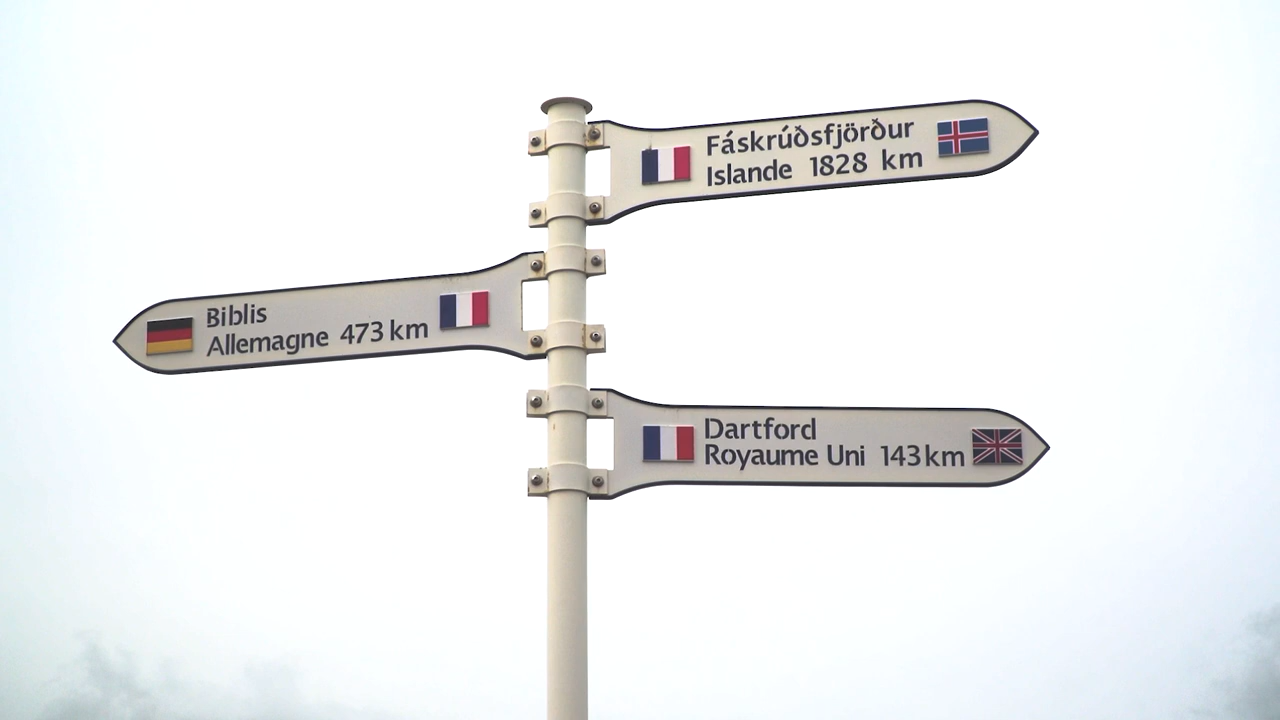 Fáskrúðsfjörður
Islande 1828 km
Biblis
Allemagne 473 km
Dartford
Royaume Uni 143 km